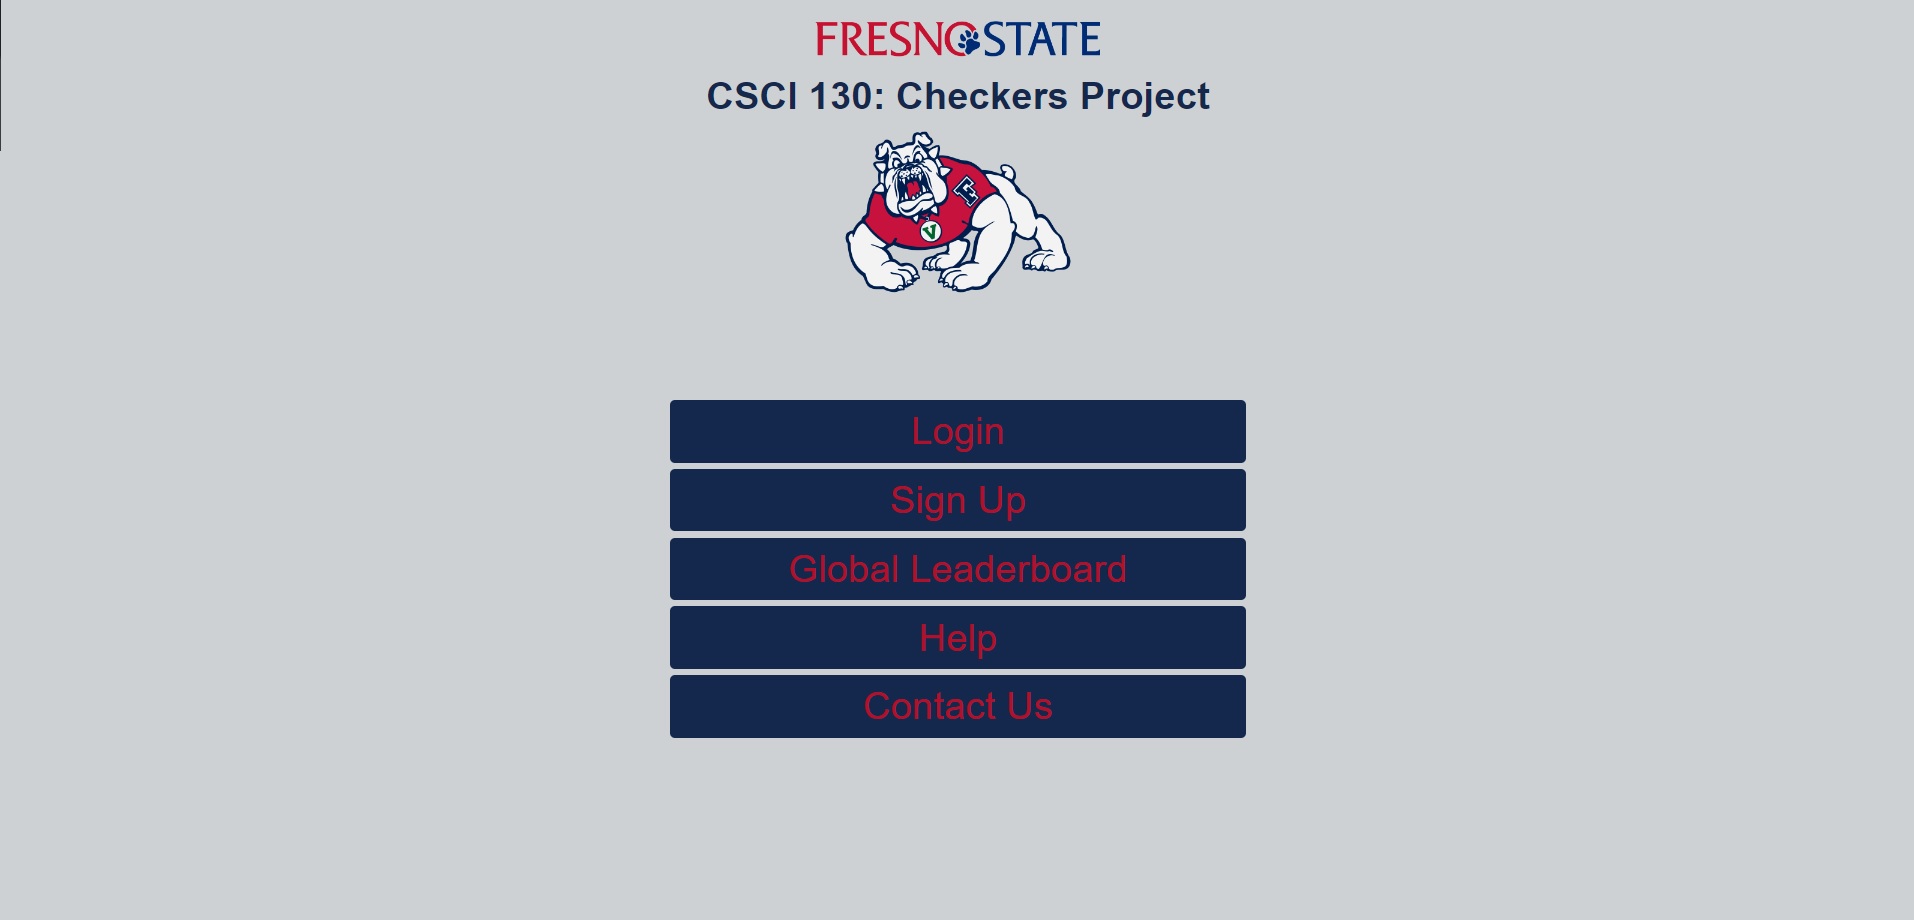 FRESNO STATE
CSCI 130: Checkers Project
F
V
Login
Sign Up
Global Leaderboard
Help
Contact Us